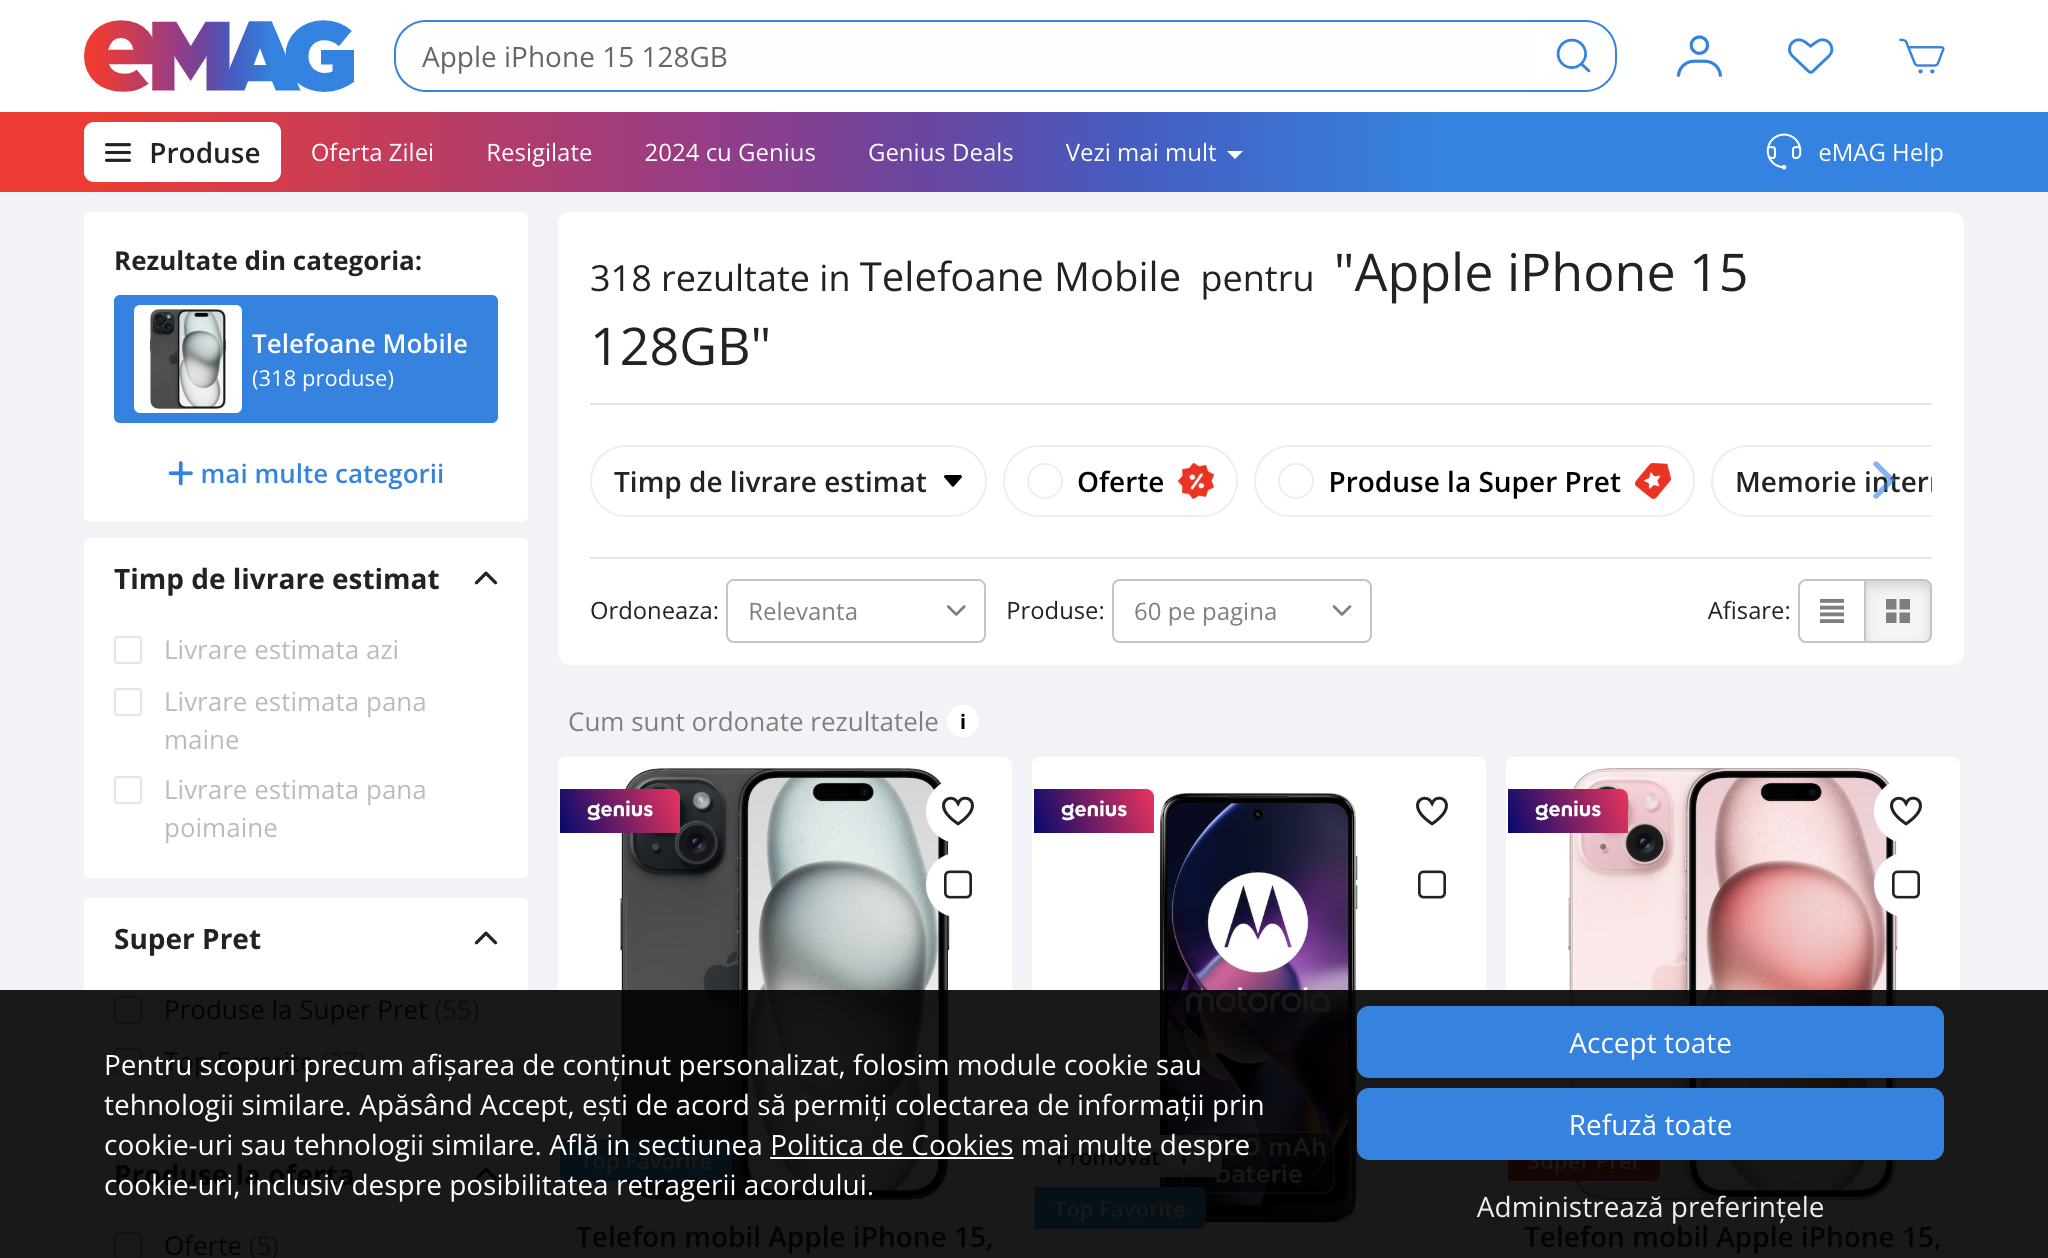 eMAG
Apple iPhone 15 128GB
Produse
Oferta Zilei
Resigilate
2024 cu Genius
Genius Deals
Vezi mai mult
eMAG Help
Rezultate din categoria:
Telefoane Mobile
(318 produse)
+ mai multe categorii
Timp de livrare estimat
Livrare estimata azi
Livrare estimata pana
maine
Livrare estimata pana
poimaine
Super Pret
Produse la Super Pret (55)
Produse la oferta
Oferte (5)
318 rezultate in Telefoane Mobile pentru "Apple iPhone 15
128GB"
Timp de livrare estimat
Oferte
Produse la Super Pret
Memorie
Ordoneaza:
Relevanta
Produse:
60 pe pagina
Afisare:
Cum sunt ordonate rezultatele i
genius
Top Favorite
Telefon mobil Apple iPhone 15,
genius
motorola
mAh
baterie
Promovat
Top Favorite
genius
Super Pret
Telefon mobil Apple iPhone 15,
Pentru scopuri precum afișarea de conținut personalizat, folosim module cookie sau
tehnologii similare. Apăsând Accept, ești de acord să permiți colectarea de informații prin
cookie-uri sau tehnologii similare. Află in sectiunea Politica de Cookies mai multe despre
cookie-uri, inclusiv despre posibilitatea retragerii acordului.
Accept toate
Refuză toate
Administrează preferințele